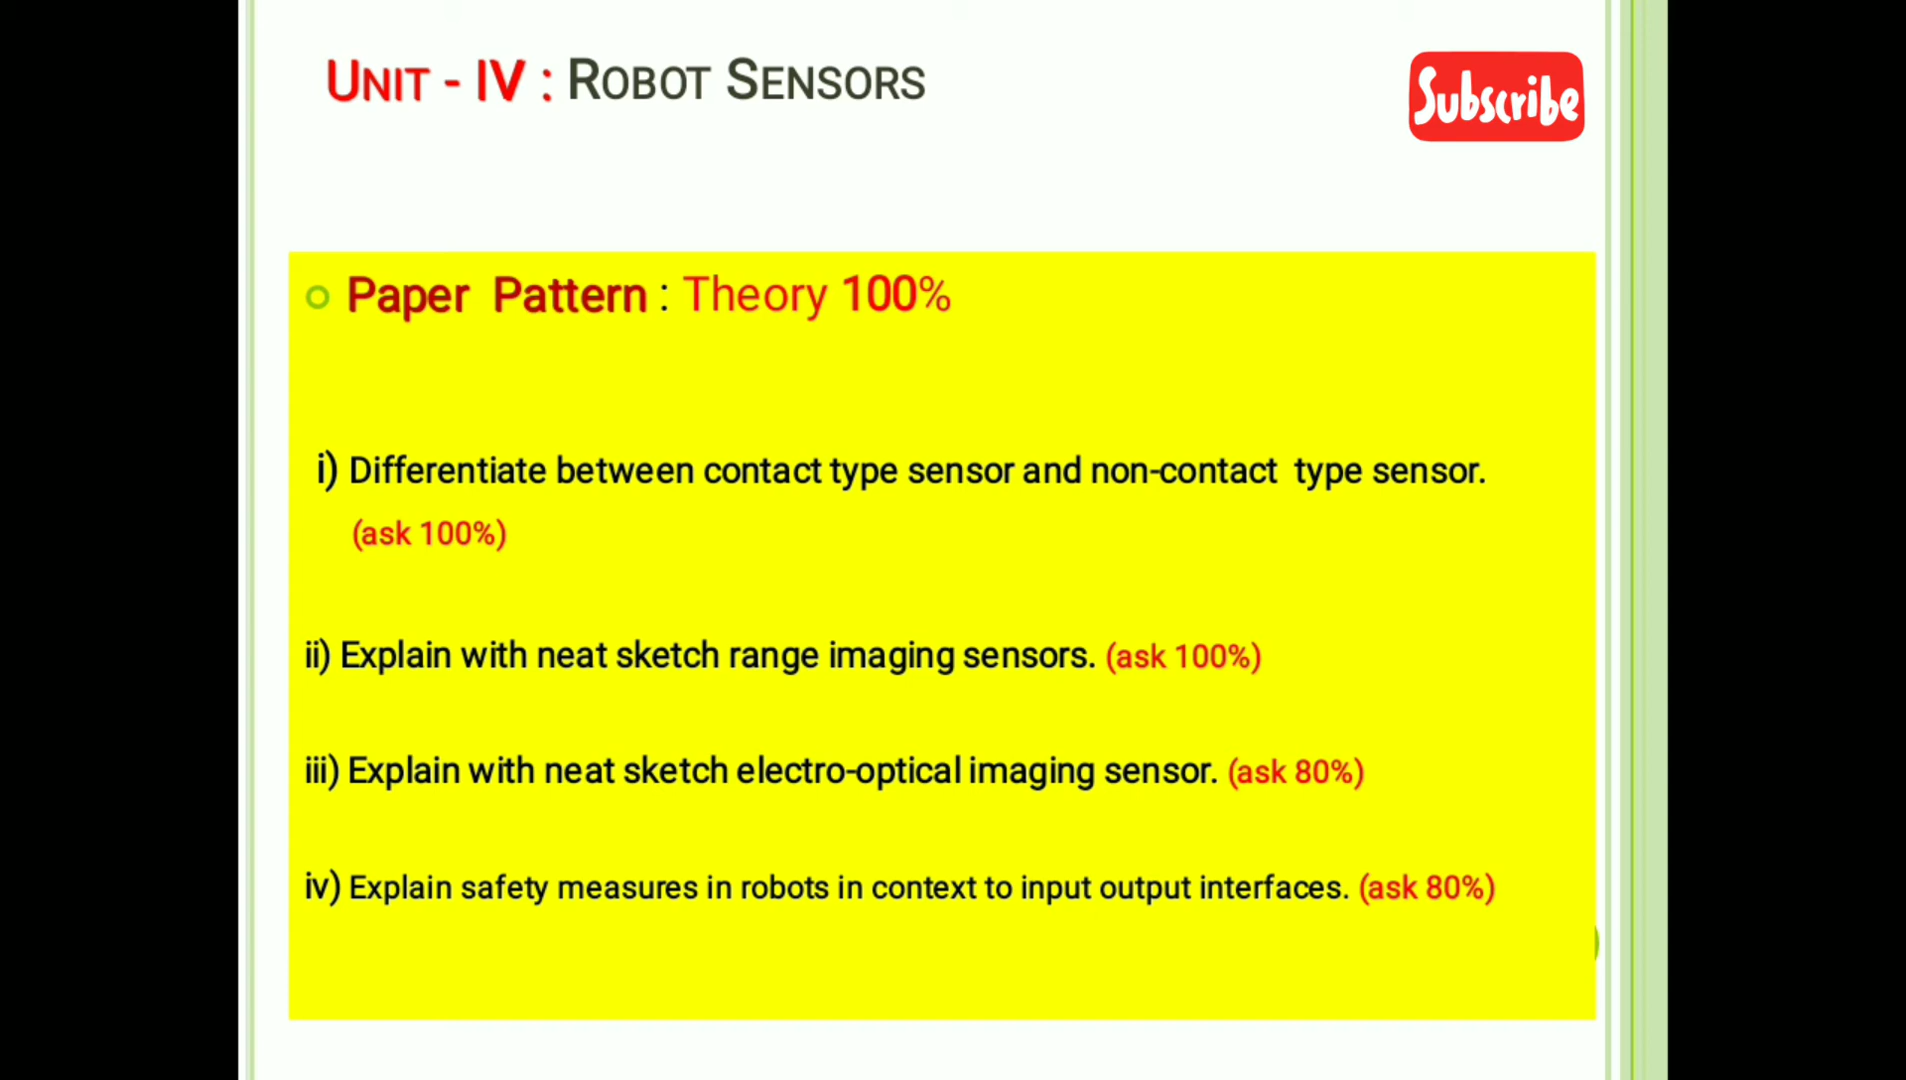 UNIT - IV : ROBOT SENSORS
Subscribe
Paper Pattern : Theory 100%
i) Differentiate between contact type sensor and non-contact type sensor.
(ask 100%)
ii) Explain with neat sketch range imaging sensors. (ask 100%)
iii) Explain with neat sketch electro-optical imaging sensor. (ask 80%)
iv) Explain safety measures in robots in context to input output interfaces. (ask 80%)